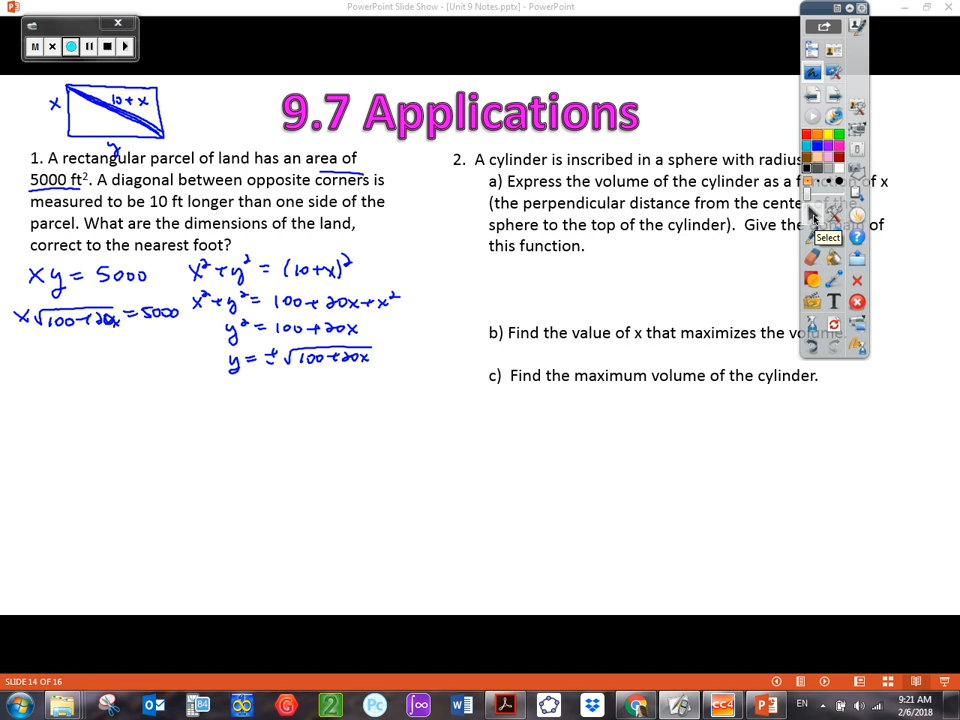 PowerPoint Slide Show - [Unit 9 Notes.pptx] - PowerPoint
M
x
10 + x
y
9.7 Applications
1. A rectangular parcel of land has an area of
5000 ft². A diagonal between opposite corners is
measured to be 10 ft longer than one side of the
parcel. What are the dimensions of the land,
correct to the nearest foot?
xy = 5000
x√100+20x = 5000
x² + y² = (10+x)²
x² + y² = 100 + 20x + x²
y² = 100 + 20x
y = ±√100+20x
2. A cylinder is inscribed in a sphere with radius
a) Express the volume of the cylinder as a function of x
(the perpendicular distance from the center of the
sphere to the top of the cylinder). Give the domain of
this function.
b) Find the value of x that maximizes the volume.
c) Find the maximum volume of the cylinder.
Select
SLIDE 14 OF 16
EN
9:21 AM
2/6/2018